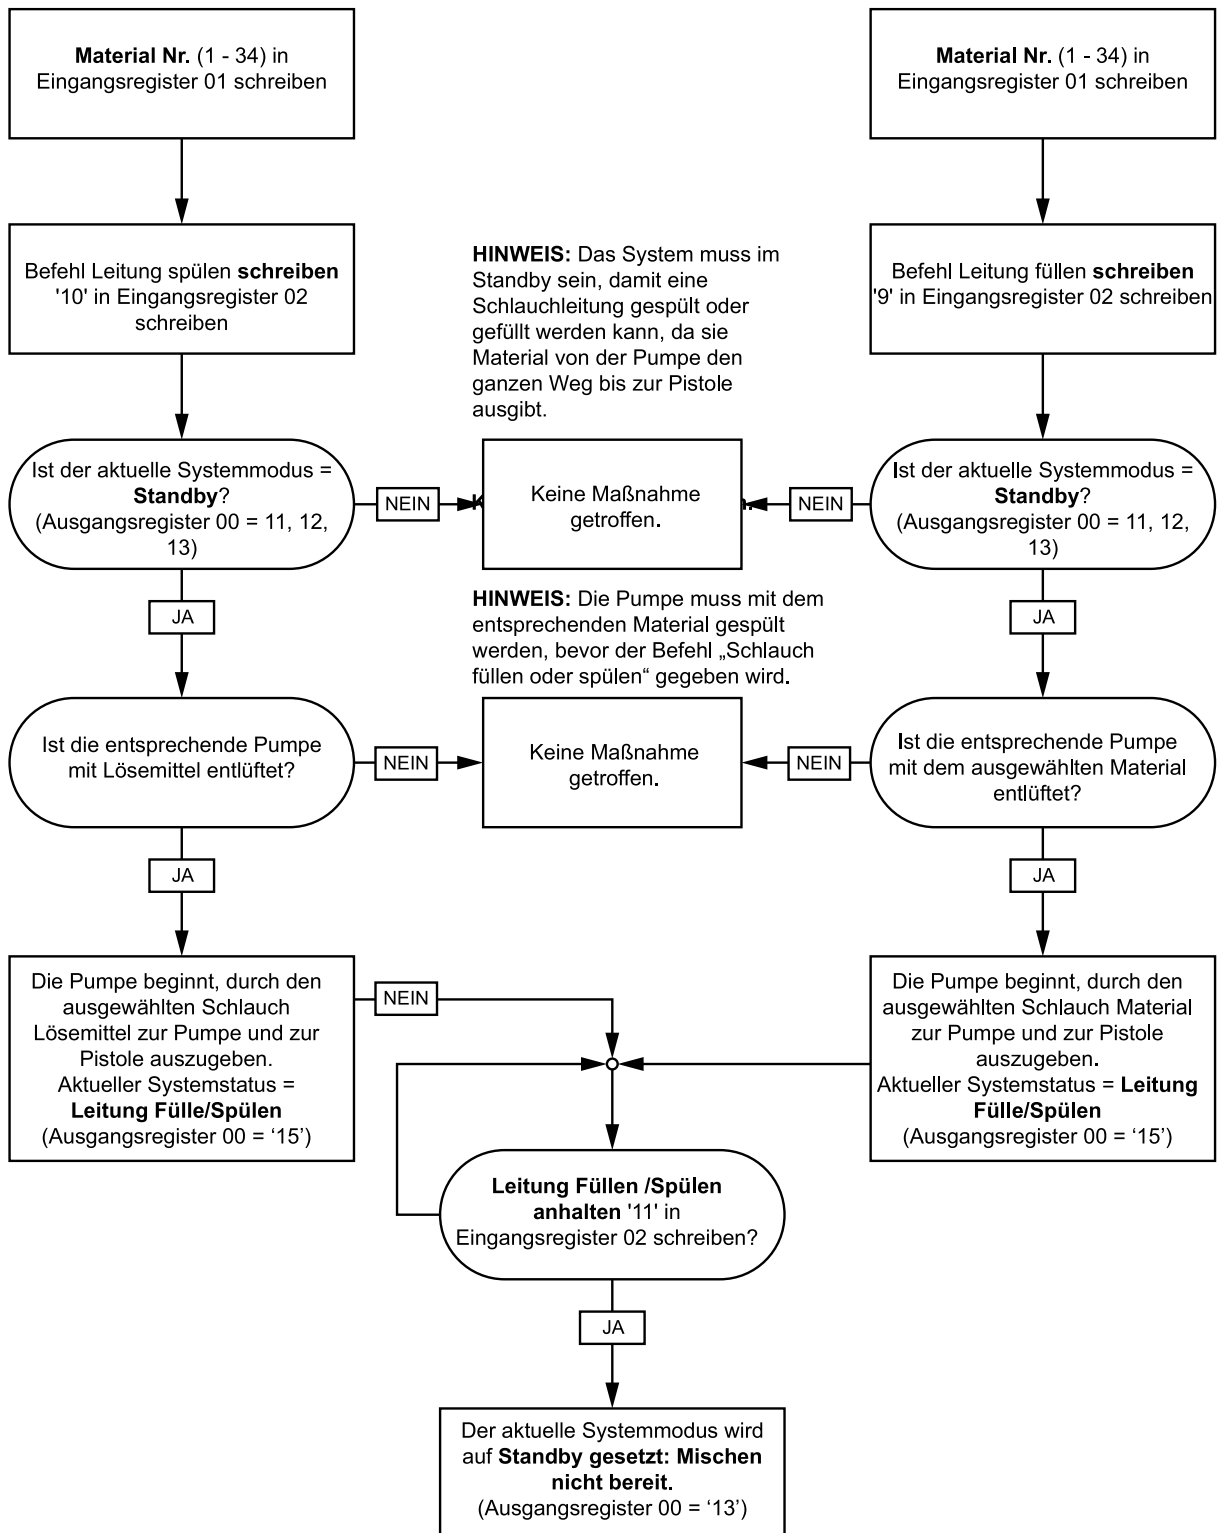 Material Nr. (1 - 34) in
Eingangsregister 01 schreiben
Material Nr. (1 - 34) in
Eingangsregister 01 schreiben
Befehl Leitung spülen schreiben
'10' in Eingangsregister 02
schreiben
HINWEIS: Das System muss im
Standby sein, damit eine
Schlauchleitung gespült oder
gefüllt werden kann, da sie
Material von der Pumpe den
ganzen Weg bis zur Pistole
ausgibt.
Befehl Leitung füllen schreiben
'9' in Eingangsregister 02 schreiben
Ist der aktuelle Systemmodus =
Standby?
(Ausgangsregister 00 = 11, 12,
13)
NEIN
Keine Maßnahme
getroffen.
NEIN
Ist der aktuelle Systemmodus =
Standby?
(Ausgangsregister 00 = 11, 12,
13)
JA
HINWEIS: Die Pumpe muss mit dem
entsprechenden Material gespült
werden, bevor der Befehl „Schlauch
füllen oder spülen“ gegeben wird.
JA
Ist die entsprechende Pumpe
mit Lösemittel entlüftet?
NEIN
Keine Maßnahme
getroffen.
NEIN
Ist die entsprechende Pumpe
mit dem ausgewählten Material
entlüftet?
JA
JA
Die Pumpe beginnt, durch den
ausgewählten Schlauch
Lösemittel zur Pumpe und zur
Pistole auszugeben.
Aktueller Systemstatus =
Leitung Fülle/Spülen
(Ausgangsregister 00 = ‘15’)
NEIN
Die Pumpe beginnt, durch den
ausgewählten Schlauch Material
zur Pumpe und zur Pistole
auszugeben.
Aktueller Systemstatus = Leitung
Fülle/Spülen
(Ausgangsregister 00 = ‘15’)
Leitung Füllen /Spülen
anhalten '11' in
Eingangsregister 02 schreiben?
JA
Der aktuelle Systemmodus wird
auf Standby gesetzt: Mischen
nicht bereit.
(Ausgangsregister 00 = ‘13’)